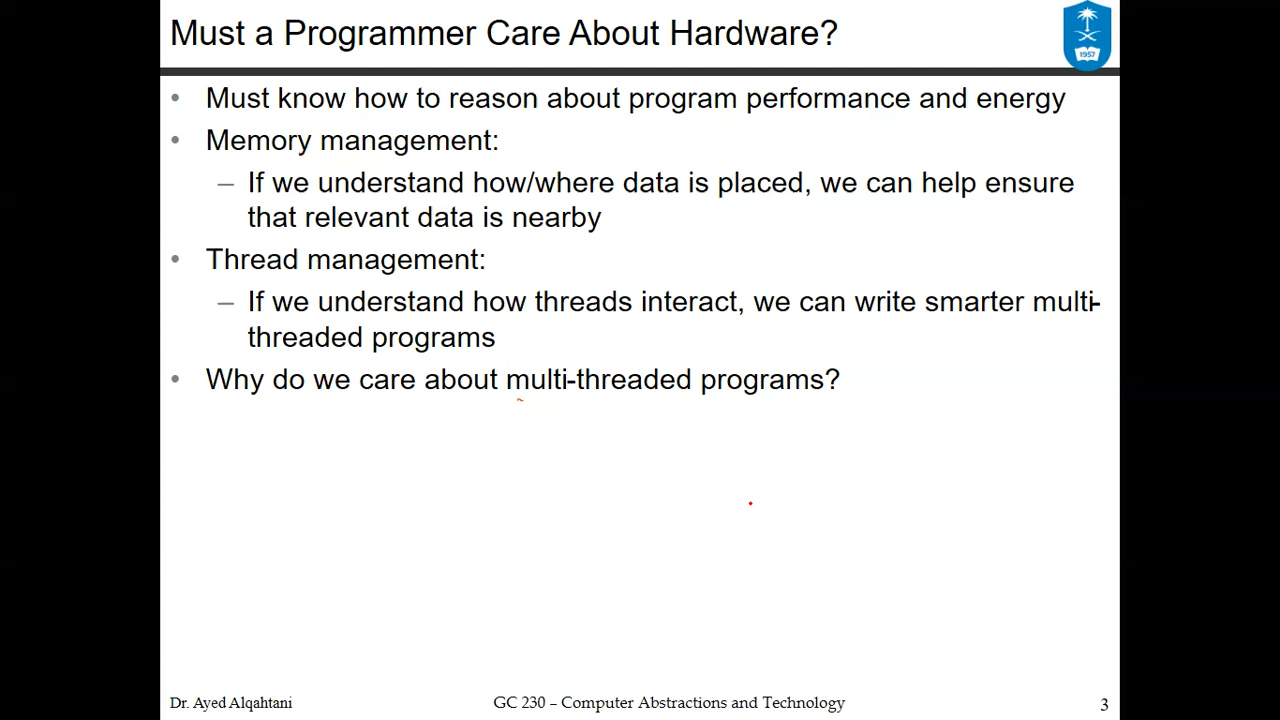 Must a Programmer Care About Hardware?
1957
• Must know how to reason about program performance and energy
• Memory management:
– If we understand how/where data is placed, we can help ensure
that relevant data is nearby
• Thread management:
– If we understand how threads interact, we can write smarter multi-
threaded programs
• Why do we care about multi-threaded programs?
Dr. Ayed Alqahtani
GC 230 – Computer Abstractions and Technology
3